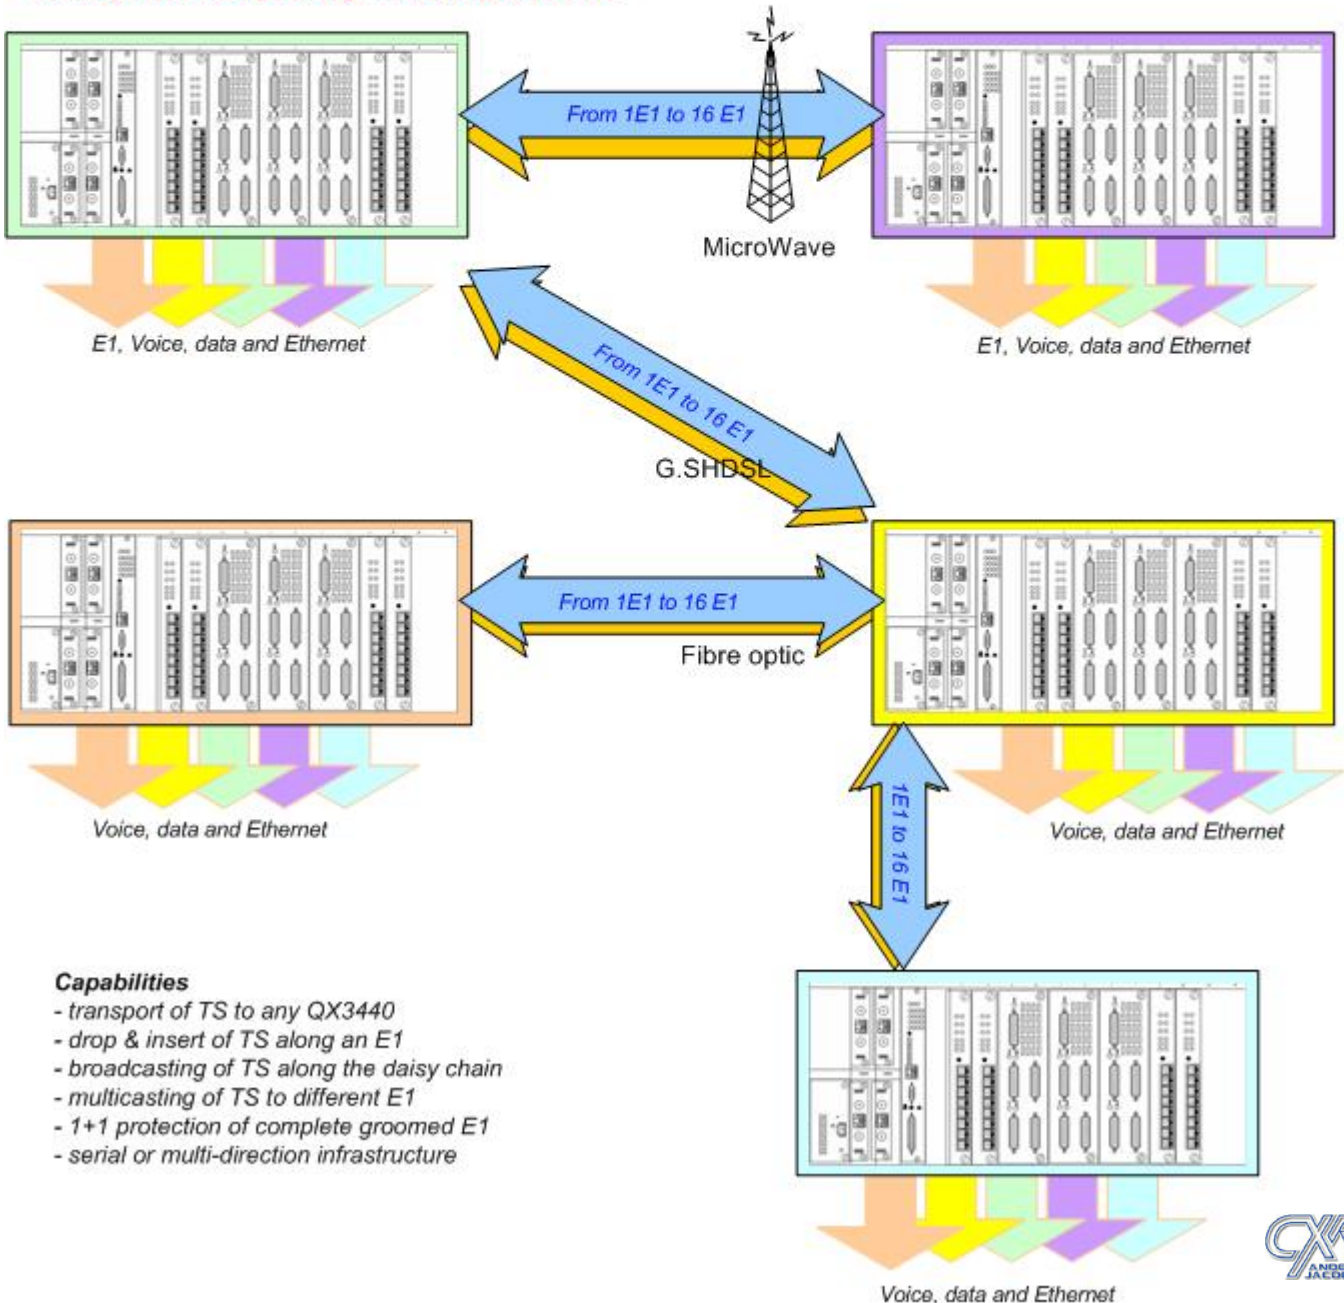 From 1E1 to 16 E1
MicroWave
E1, Voice, data and Ethernet
E1, Voice, data and Ethernet
From 1E1 to 16 E1
G.SHDSL
From 1E1 to 16 E1
Fibre optic
Voice, data and Ethernet
Voice, data and Ethernet
1E1 to 16 E1
Capabilities
- transport of TS to any QX3440
- drop & insert of TS along an E1
- broadcasting of TS along the daisy chain
- multicasting of TS to different E1
- 1+1 protection of complete groomed E1
- serial or multi-direction infrastructure
Voice, data and Ethernet